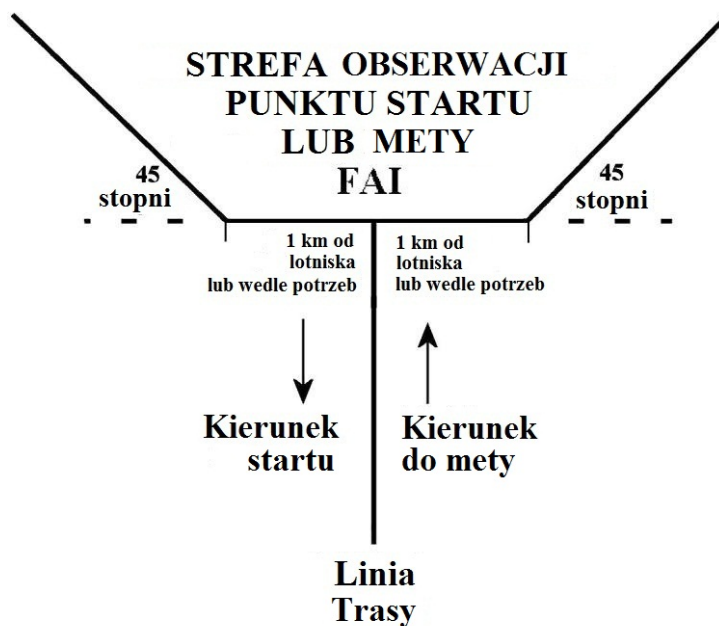 STREFA OBSERWACJI
PUNKTU STARTU
LUB METY
FAI
45
stopni
45
stopni
1 km od
lotniska
lub wedle potrzeb
1 km od
lotniska
lub wedle potrzeb
Kierunek
startu
Kierunek
do mety
Linia
Trasy